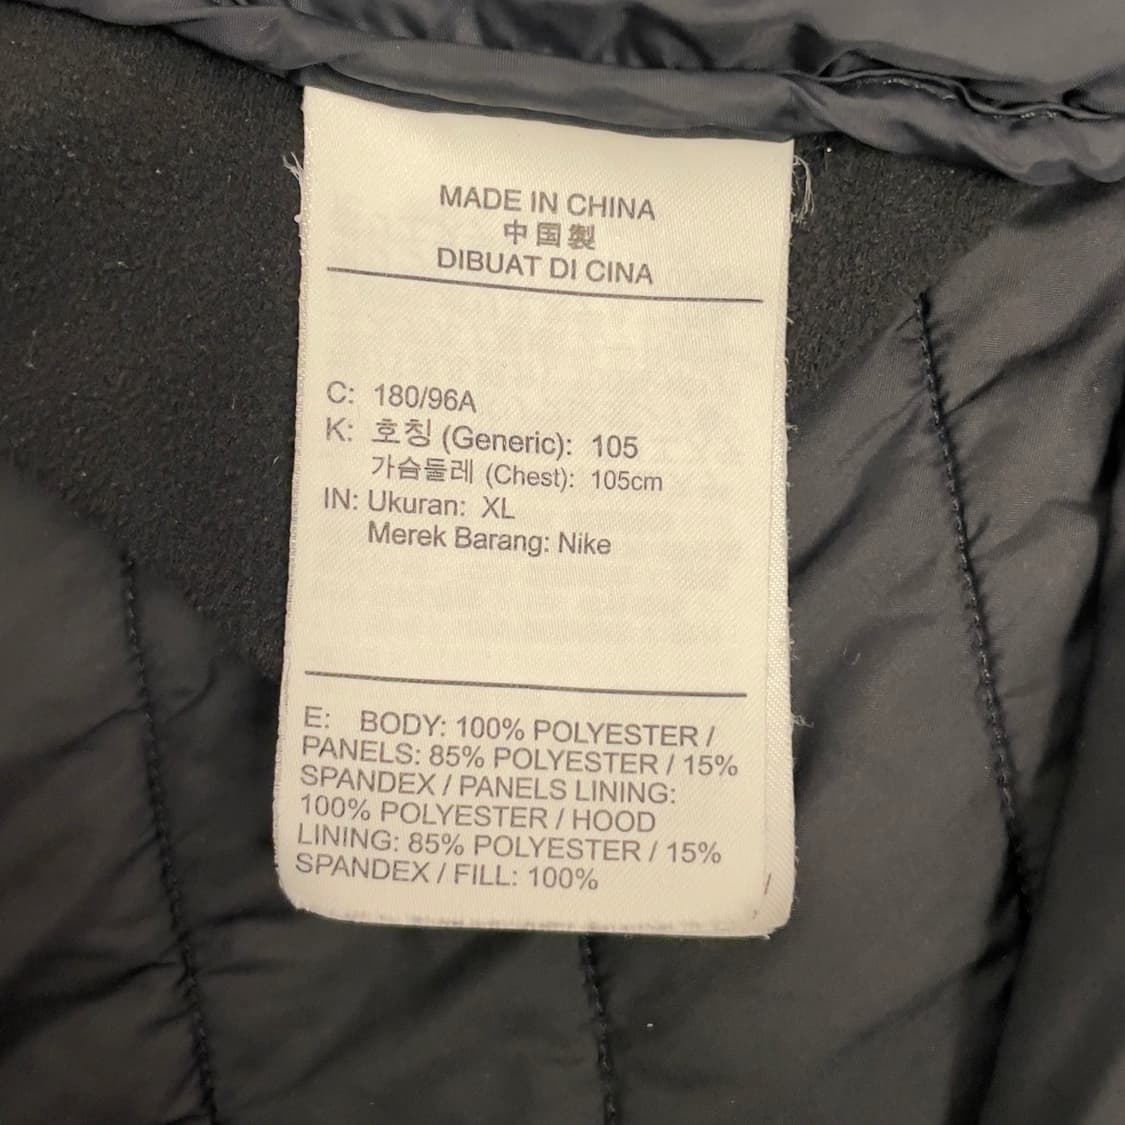 MADE IN CHINA
中国製
DIBUAT DI CINA
C: 180/96A
K: 호칭 (Generic): 105
가슴둘레 (Chest): 105cm
IN: Ukuran: XL
Merek Barang: Nike
E: BODY: 100% POLYESTER /
PANELS: 85% POLYESTER / 15%
SPANDEX / PANELS LINING:
100% POLYESTER / HOOD
LINING: 85% POLYESTER / 15%
SPANDEX / FILL: 100%